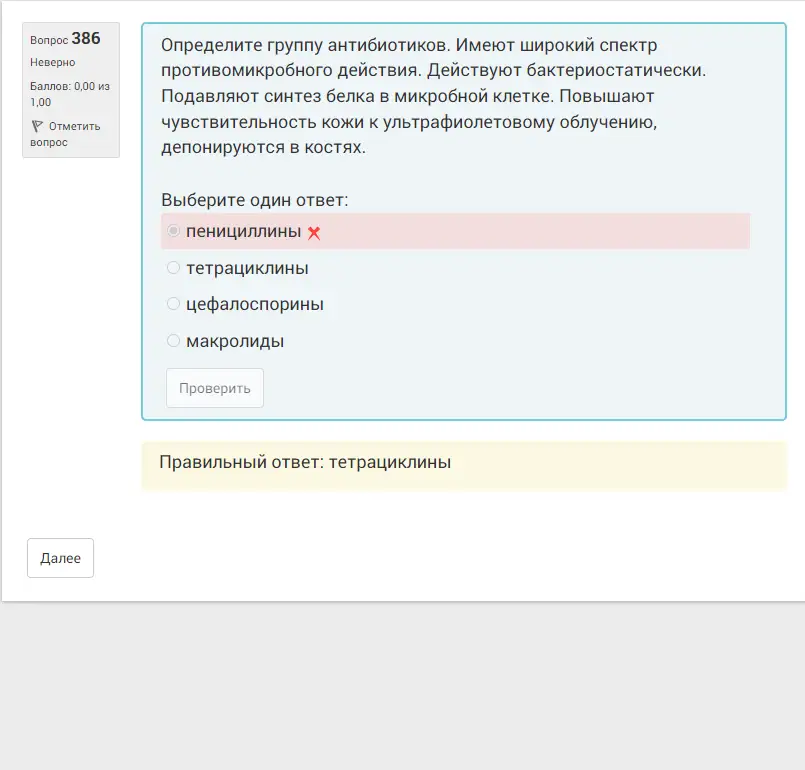 Вопрос 386
Неверно
Баллов: 0,00 из
1,00
Отметить
вопрос
Определите группу антибиотиков. Имеют широкий спектр
противомикробного действия. Действуют бактериостатически.
Подавляют синтез белка в микробной клетке. Повышают
чувствительность кожи к ультрафиолетовому облучению,
депонируются в костях.
Выберите один ответ:
пенициллины
тетрациклины
цефалоспорины
макролиды
Проверить
Правильный ответ: тетрациклины
Далее